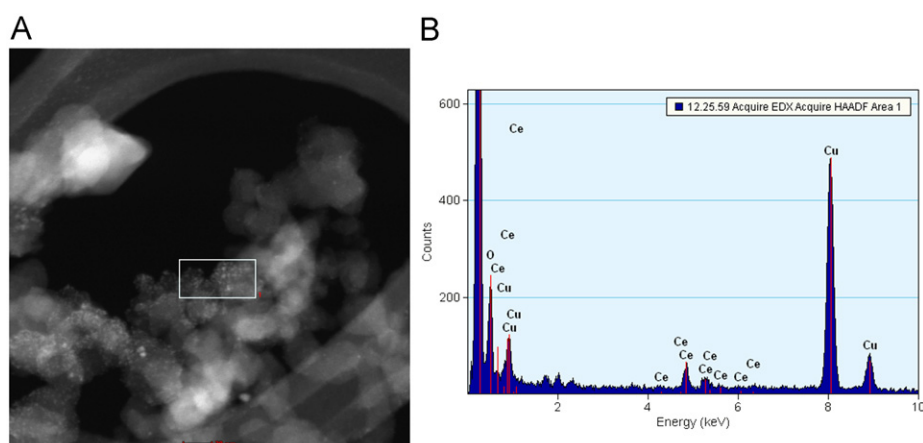 A
B
12.25.59 Acquire EDX Acquire HAADF Area 1
600
400
200
Counts
Ce
Ce
O
Ce
Cu
Cu
Cu
Ce
Ce
Ce
Ce
Ce
Ce
Ce
Ce
Cu
Cu
2
4
6
8
10
Energy (keV)